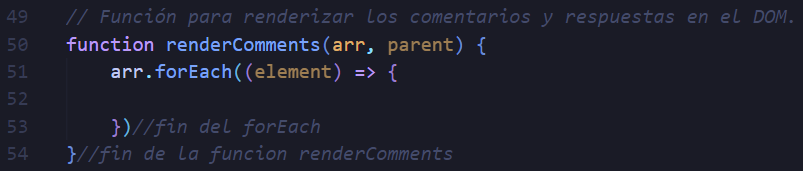 49 // Función para renderizar los comentarios y respuestas en el DOM.
50 function renderComments(arr, parent) {
51 arr.forEach((element) => {
52
53 })//fin del forEach
54 }//fin de la funcion renderComments